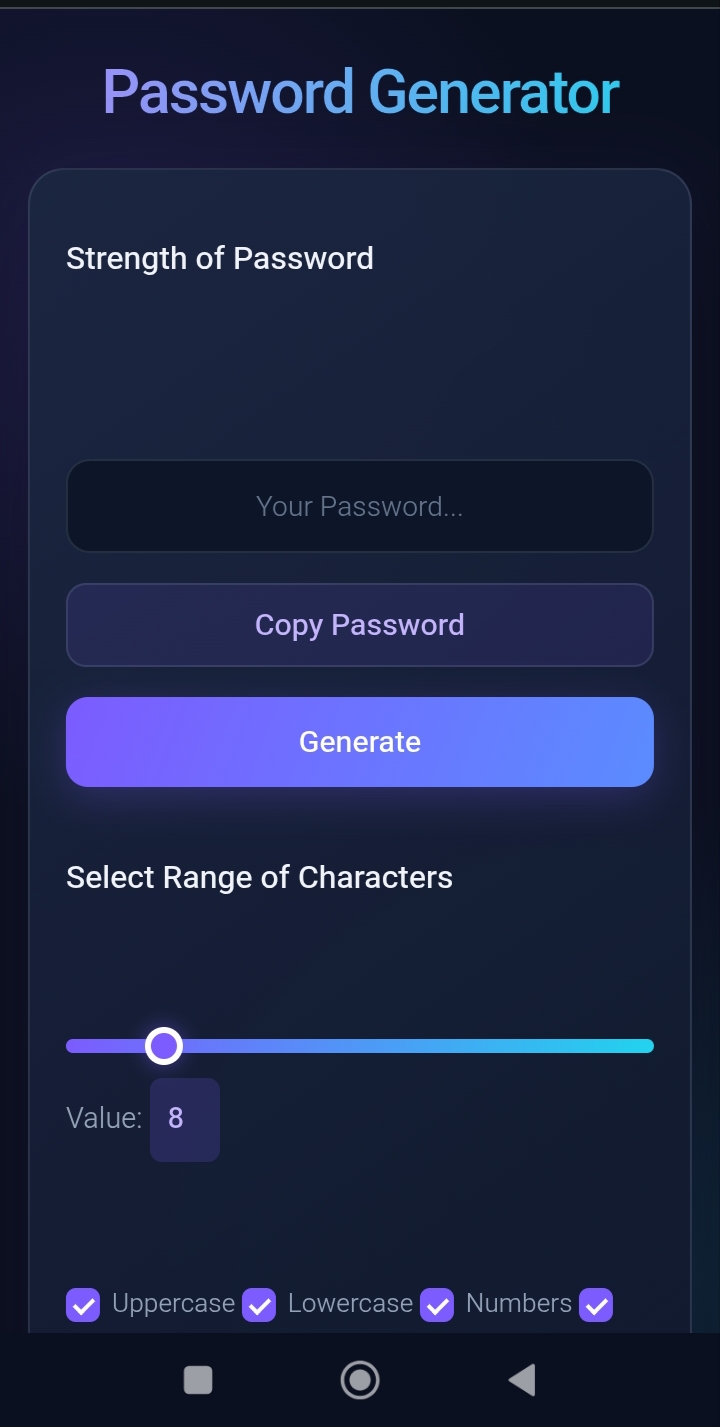 Password Generator
Strength of Password
Your Password...
Copy Password
Generate
Select Range of Characters
Value: 8
Uppercase Lowercase Numbers